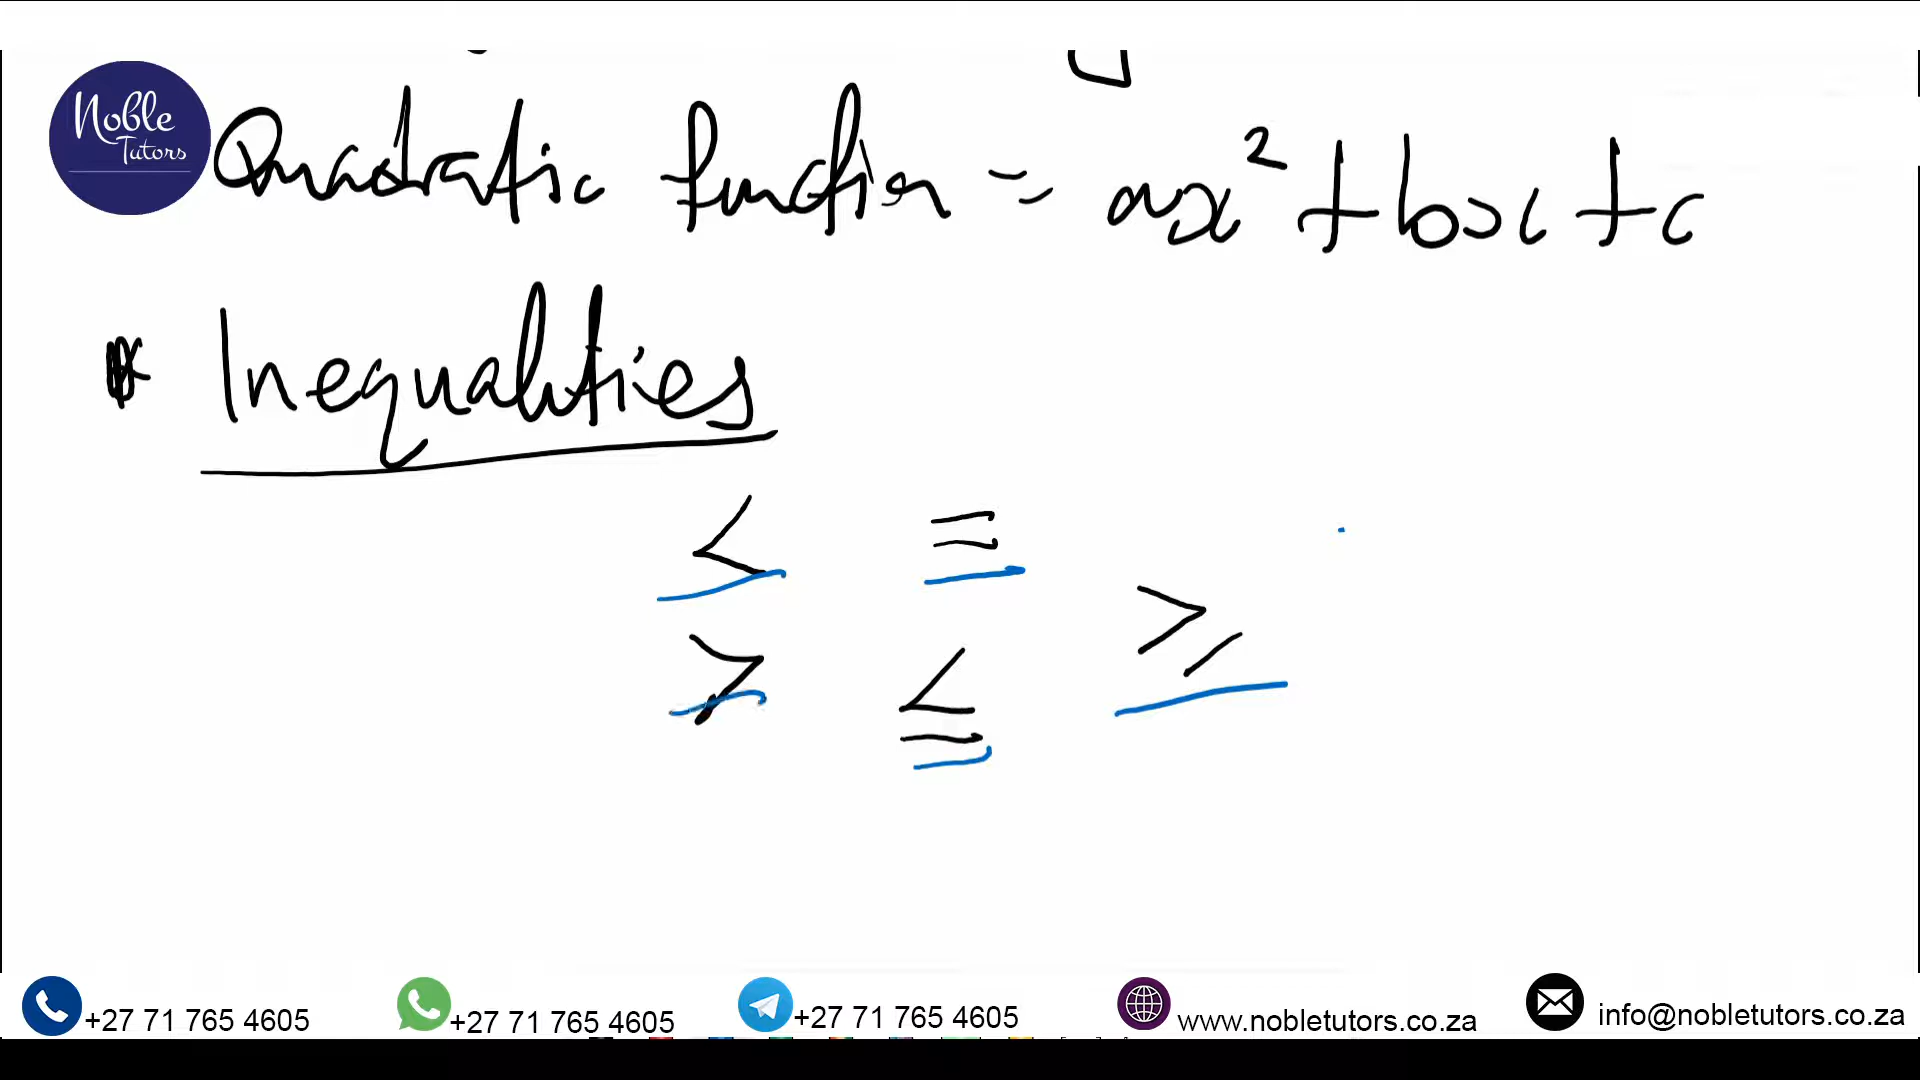 Noble
Tutors
Quadratic function = ax² + bx + c
* Inequalities
< =
> ≤ ≥
+27 71 765 4605 +27 71 765 4605 +27 71 765 4605 www.nobletutors.co.za info@nobletutors.co.za